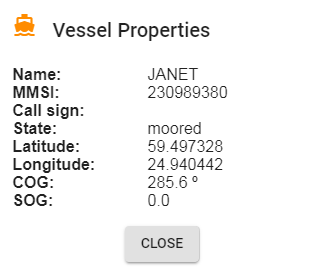 Vessel Properties
Name: JANET
MMSI: 230989380
Call sign:
State: moored
Latitude: 59.497328
Longitude: 24.940442
COG: 285.6 º
SOG: 0.0
CLOSE